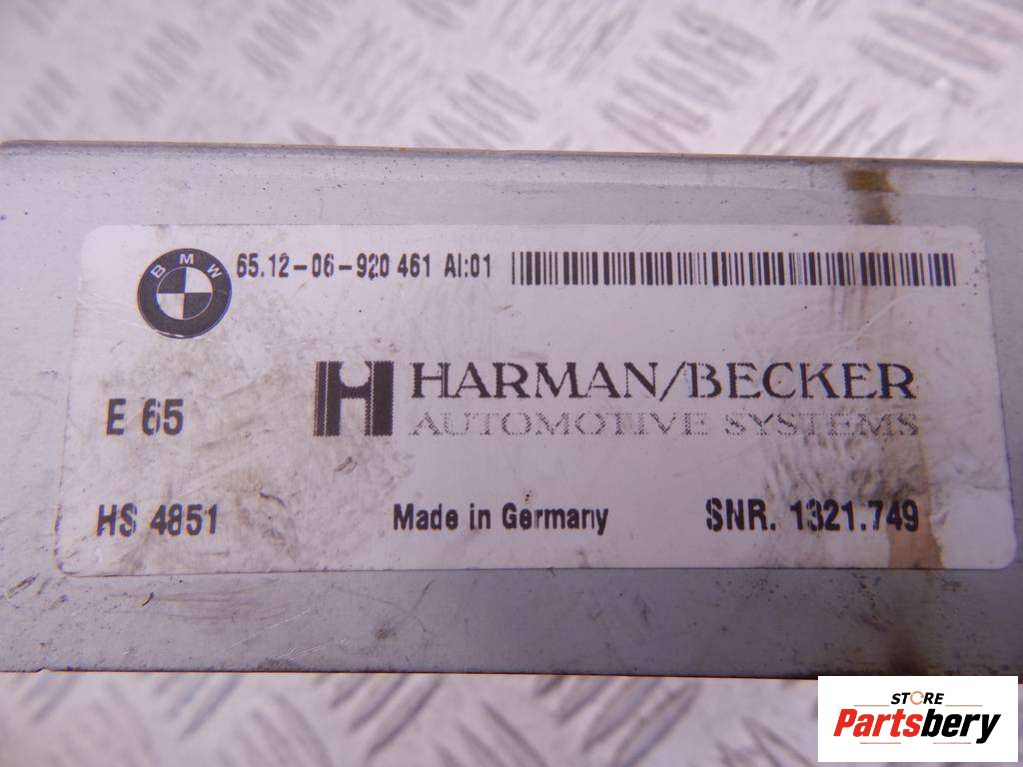 BMW
65.12-06-920 461 AI:01
HARMAN/BECKER
AUTOMOTIVE SYSTEMS
E 65
HS 4851
Made in Germany
SNR. 1321.749
STORE
Partsbery